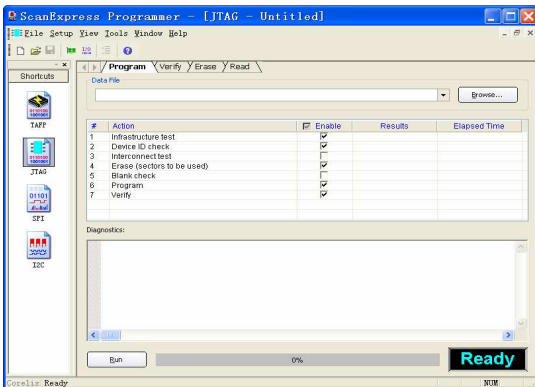 ScanExpress Programmer - [JTAG - Untitled]
File Setup View Tools Window Help
Shortcuts
TAPP
JTAG
SPI
I2C
Program Verify Erase Read
Data File
Browse...
# Action Enable Results Elapsed Time
1 Infrastructure test
2 Device ID check
3 Interconnect test
4 Erase (sectors to be used)
5 Blank check
6 Program
7 Verify
Diagnostics:
Run 0% Ready
Corelis Ready NUM